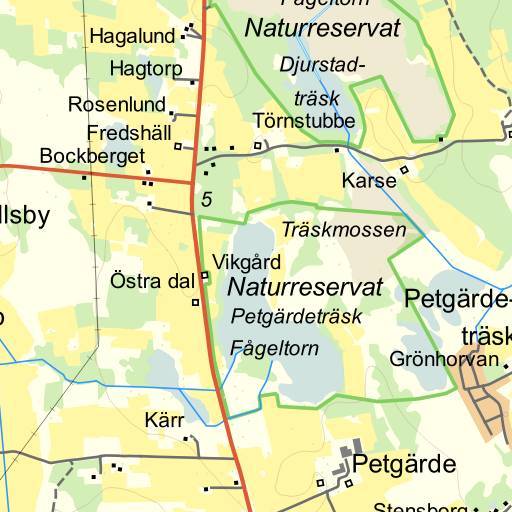 Fågeltorn
Naturreservat
Hagalund
Djurstad-
Hagtorp
träsk
Rosenlund
Törnstubbe
Fredshäll
Bockberget
Karse
5
llsby
Träskmossen
Vikgård
Östra dal
Naturreservat
Petgärde-
Petgärdeträsk
träsk
Fågeltorn
Grönhorvan
Kärr
Petgärde
Stensborg